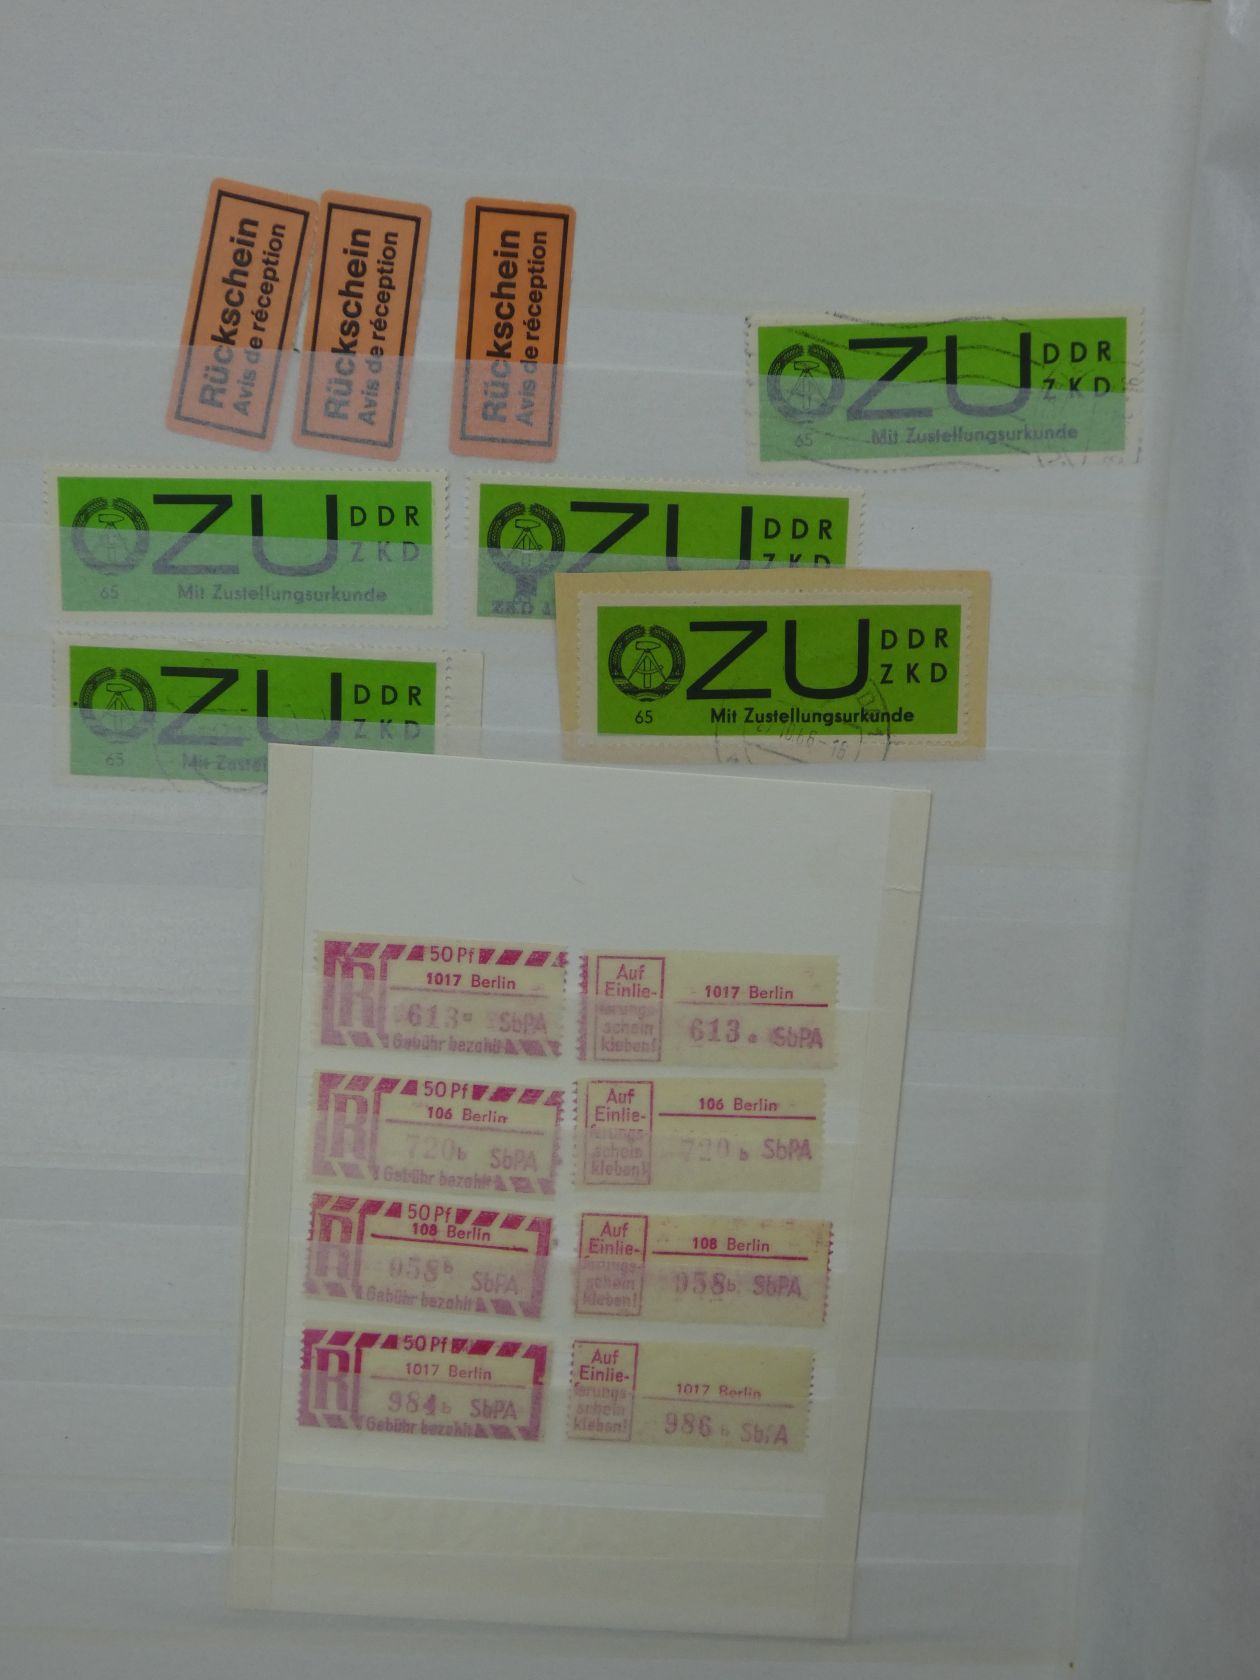 Rückschein
Avis de réception
Rückschein
Avis de réception
Rückschein
Avis de réception
ZU DDR
ZKD
65 Mit Zustellungsurkunde
ZU DDR
ZKD
65 Mit Zustellungsurkunde
ZU DDR
ZKD
ZKD
ZU DDR
ZKD
65 Mit Zustellungsurkunde
ZU DDR
ZKD
65 Mit
50 Pf
1017 Berlin
R 613 SbPA
Gebühr bezahlt
Auf
Einlie-
ferungs-
schein
kleben!
1017 Berlin
613 SbPA
50 Pf
106 Berlin
R 720 b SbPA
Gebühr bezahlt
Auf
Einlie-
ferungs-
schein
kleben!
106 Berlin
720 b SbPA
50 Pf
108 Berlin
R 058 b SbPA
Gebühr bezahlt
Auf
Einlie-
ferungs-
schein
kleben!
108 Berlin
058 b SbPA
50 Pf
1017 Berlin
R 984 b SbPA
Gebühr bezahlt
Auf
Einlie-
ferungs-
schein
kleben!
1017 Berlin
986 b SbPA